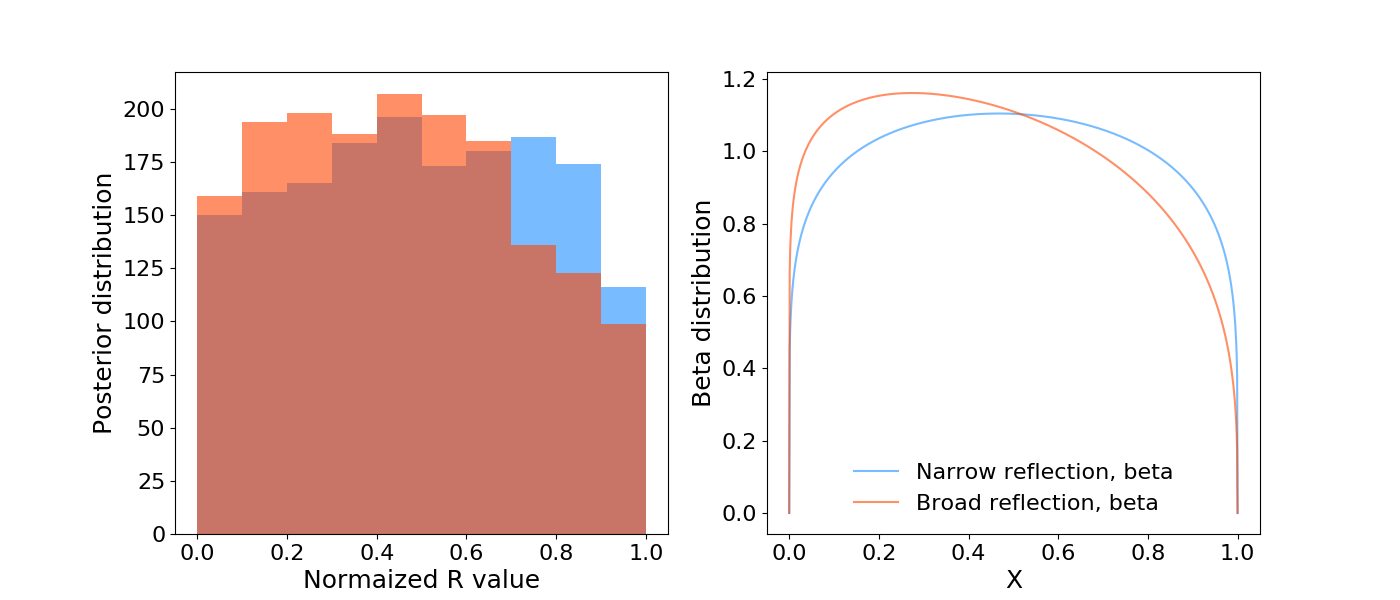 Posterior distribution
200
175
150
125
100
75
50
25
0
0.0 0.2 0.4 0.6 0.8 1.0
Normaized R value
Beta distribution
1.2
1.0
0.8
0.6
0.4
0.2
0.0
Narrow reflection, beta
Broad reflection, beta
0.0 0.2 0.4 0.6 0.8 1.0
X